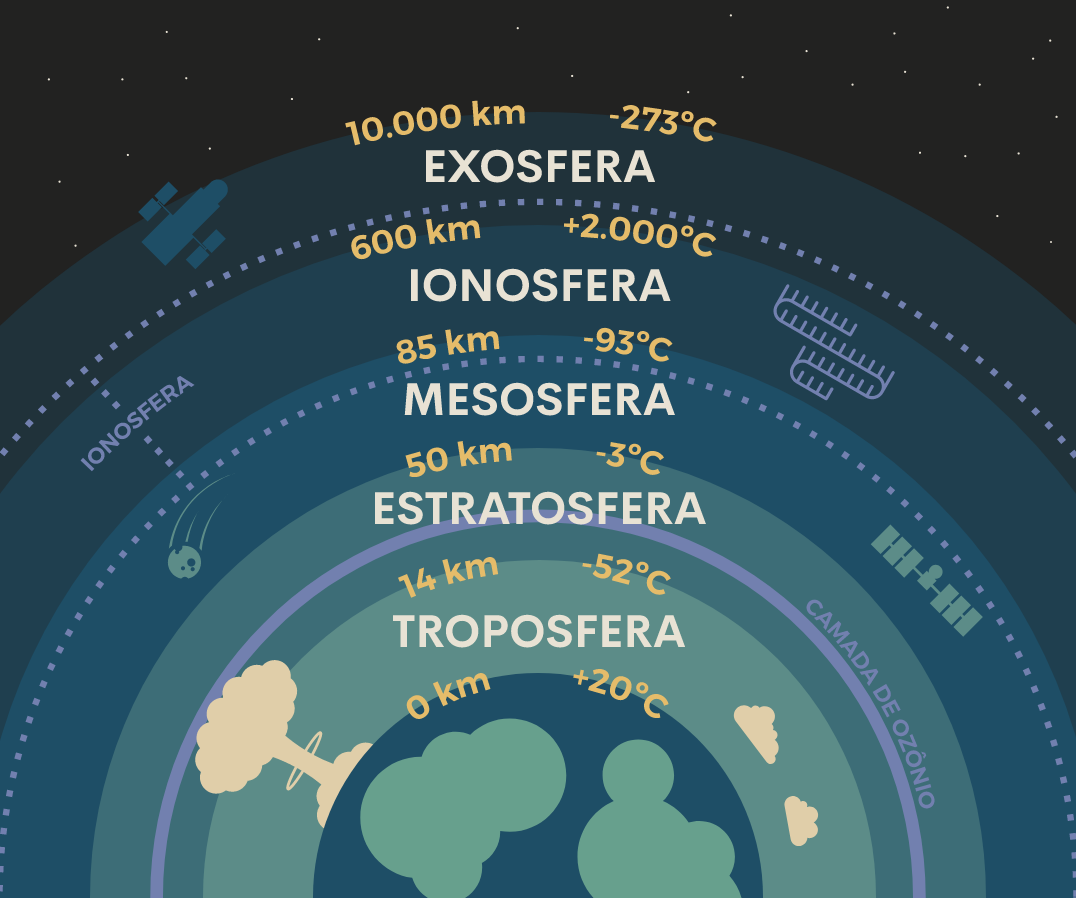 10.000 km -273°C
EXOSFERA
600 km +2.000°C
IONOSFERA
85 km -93°C
MESOSFERA
IONOSFERA
50 km -3°C
ESTRATOSFERA
14 km -52°C
TROPOSFERA
CAMADA DE OZÔNIO
0 km +20°C